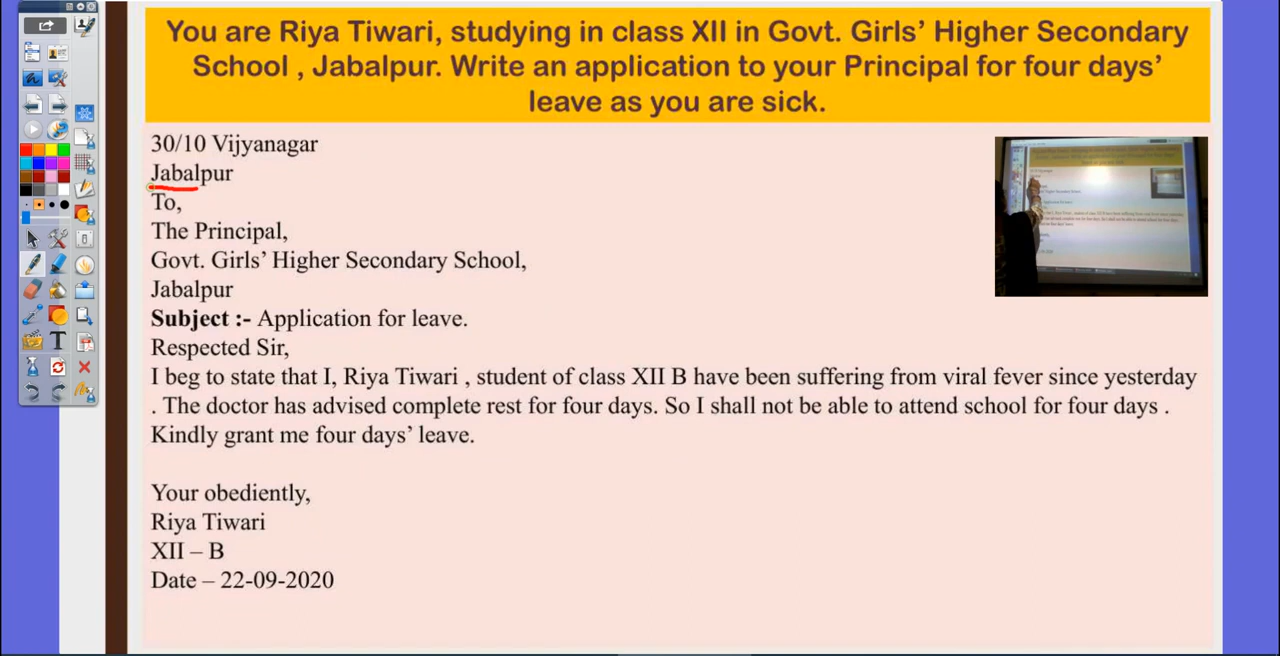 You are Riya Tiwari, studying in class XII in Govt. Girls’ Higher Secondary
School , Jabalpur. Write an application to your Principal for four days’
leave as you are sick.
30/10 Vijyanagar
Jabalpur
To,
The Principal,
Govt. Girls’ Higher Secondary School,
Jabalpur
Subject :- Application for leave.
Respected Sir,
I beg to state that I, Riya Tiwari , student of class XII B have been suffering from viral fever since yesterday
. The doctor has advised complete rest for four days. So I shall not be able to attend school for four days .
Kindly grant me four days’ leave.
Your obediently,
Riya Tiwari
XII – B
Date – 22-09-2020